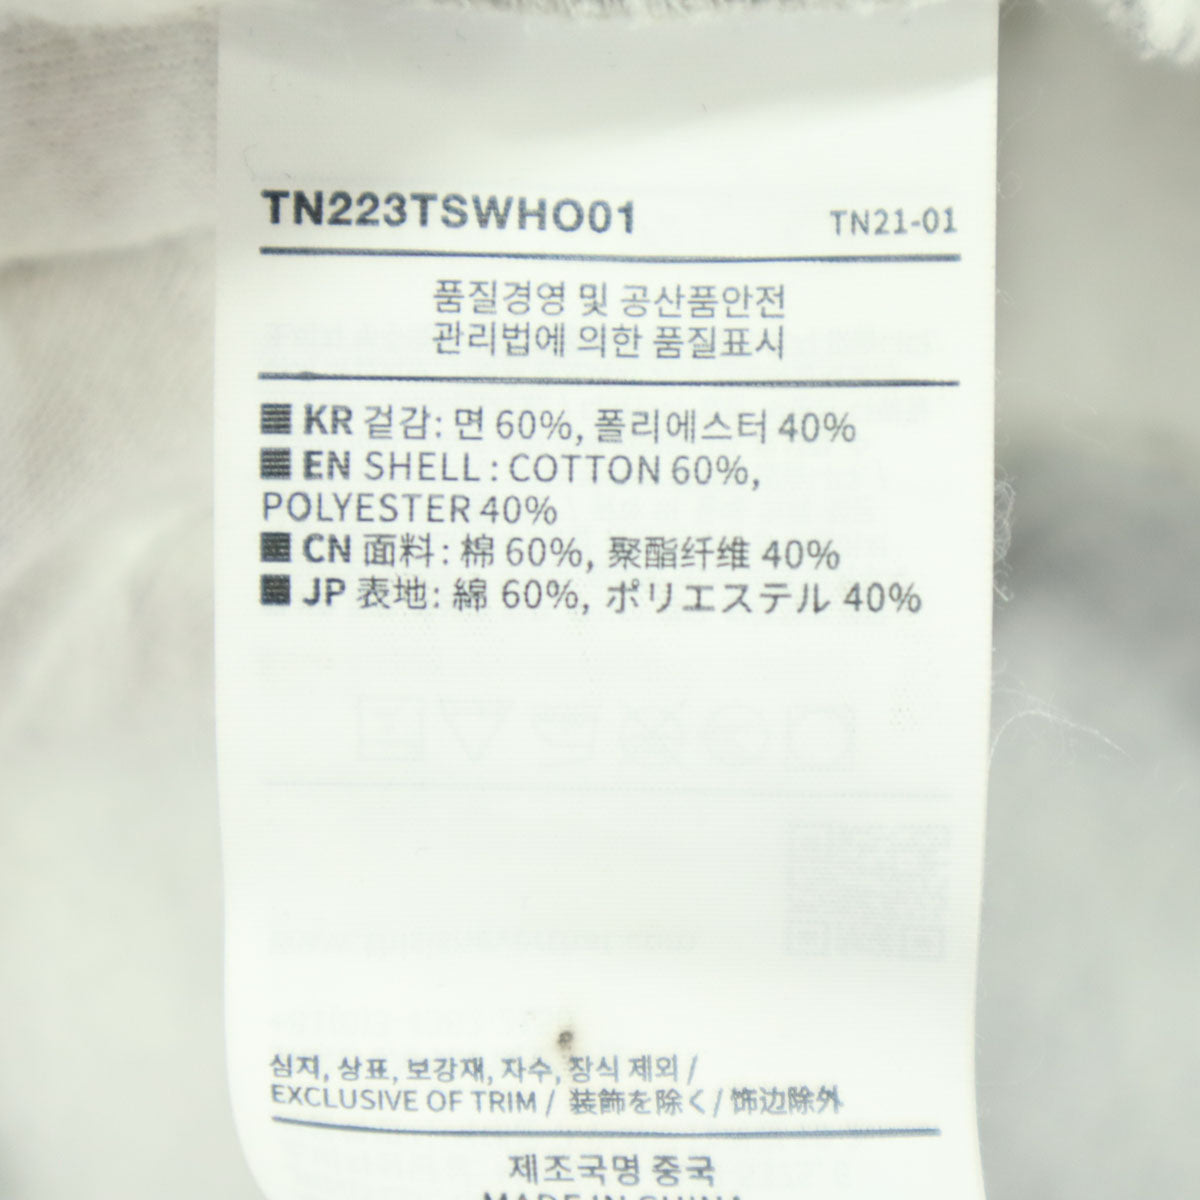 TN223TSWHO01 TN21-01
품질경영 및 공산품안전
관리법에 의한 품질표시
KR 겉감: 면 60%, 폴리에스터 40%
EN SHELL: COTTON 60%,
POLYESTER 40%
CN 面料: 棉 60%, 聚酯纤维 40%
JP 表地: 綿 60%, ポリエステル 40%
심지, 상표, 보강재, 자수, 장식 제외 /
EXCLUSIVE OF TRIM / 装飾を除く / 饰边除外
제조국명 중국
MADE IN CHINA